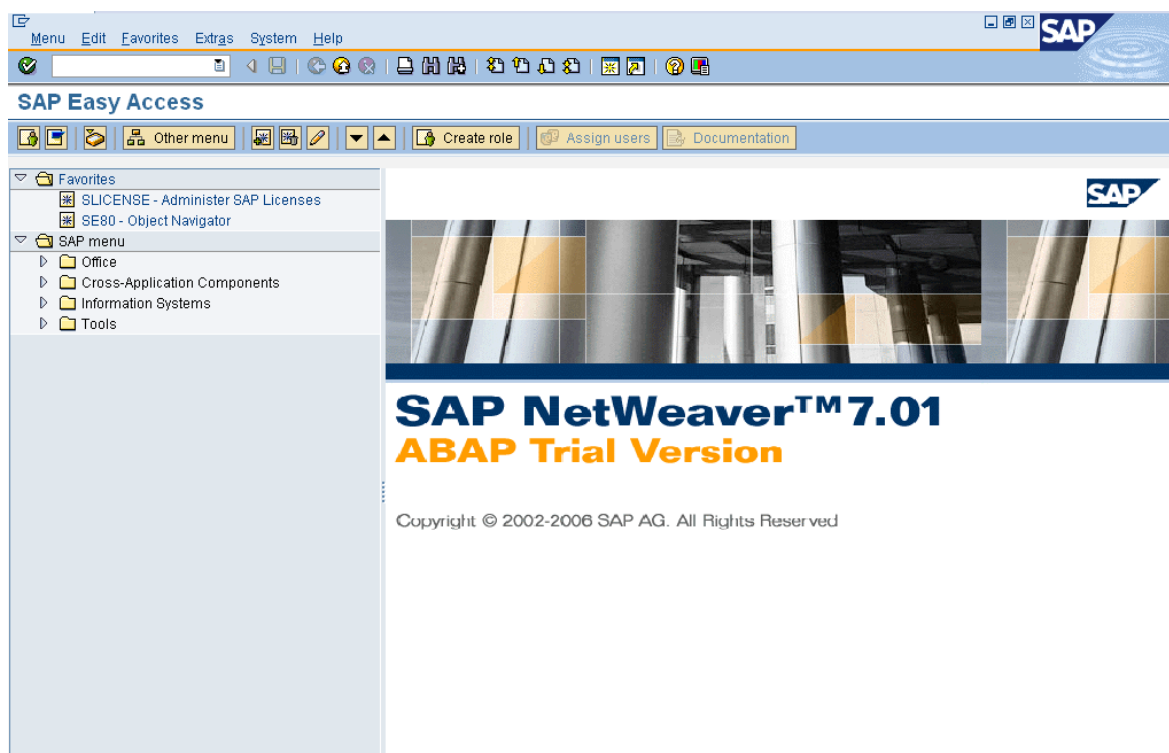 Menu Edit Favorites Extras System Help
SAP
SAP Easy Access
Other menu Create role Assign users Documentation
Favorites
SLICENSE - Administer SAP Licenses
SE80 - Object Navigator
SAP menu
Office
Cross-Application Components
Information Systems
Tools
SAP
SAP NetWeaver™7.01
ABAP Trial Version
Copyright © 2002-2006 SAP AG. All Rights Reserved